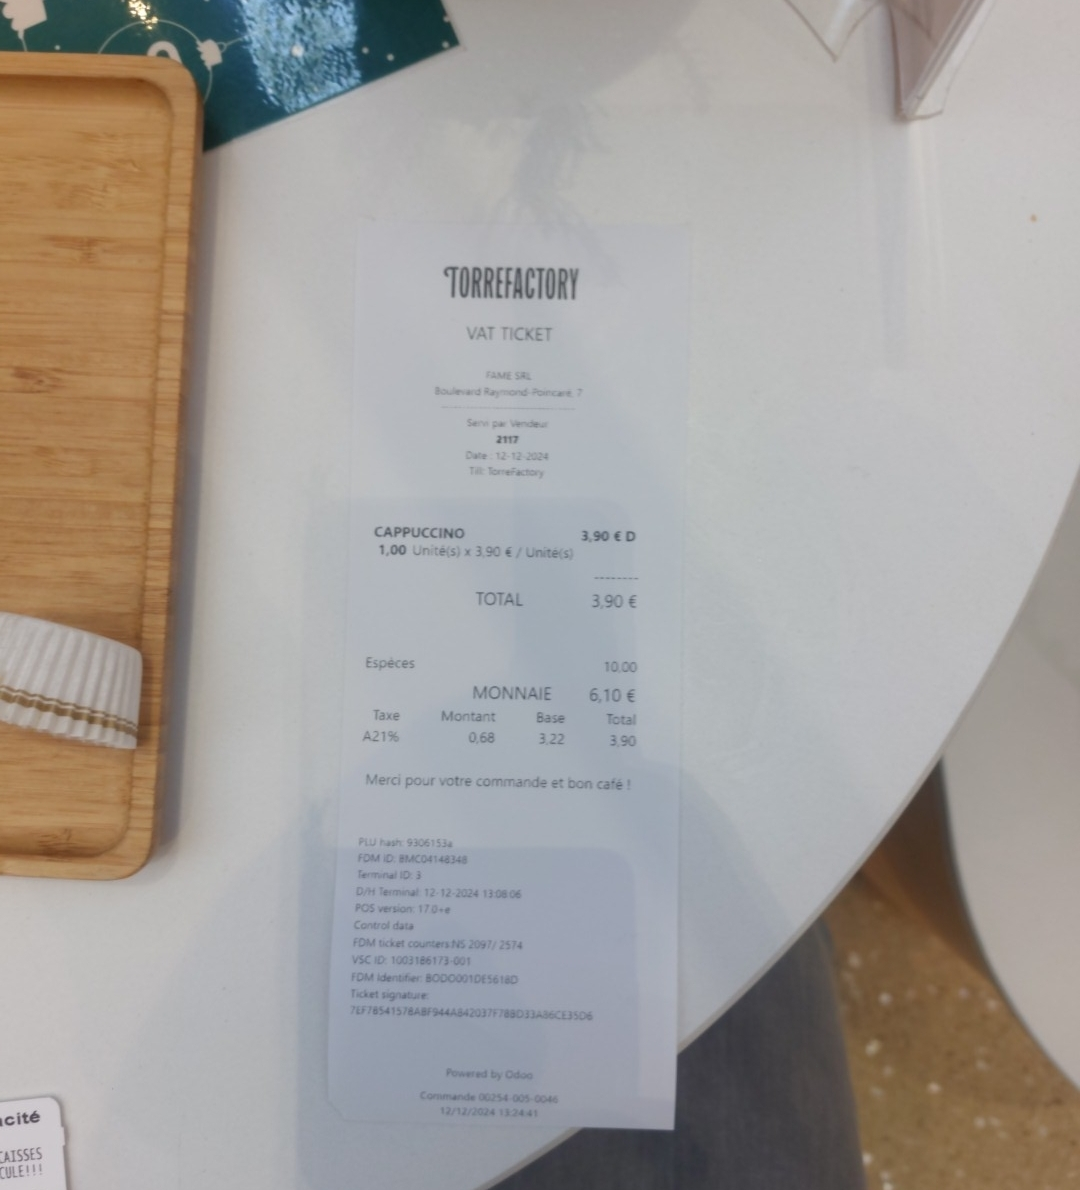 TORREFACTORY
VAT TICKET
FAME SRL
Boulevard Raymond-Poincaré, 7
Servi par Vendeur
2117
Date : 12-12-2024
Till: TorreFactory
CAPPUCCINO 3,90 € D
1,00 Unité(s) x 3,90 € / Unité(s)
--------
TOTAL 3,90 €
Espèces 10.00
MONNAIE 6,10 €
Taxe Montant Base Total
A21% 0,68 3,22 3,90
Merci pour votre commande et bon café !
PLU hash: 9306153a
FDM ID: BMC04148348
Terminal ID: 3
D/H Terminal: 12-12-2024 13:08:06
POS version: 17.0+e
Control data
FDM ticket counters:NS 2097/ 2574
VSC ID: 1003186173-001
FDM Identifier: BODO001DE5618D
Ticket signature:
Powered by Odoo
Commande 00254-005-0046
12/12/2024 13:24:41
acité
CAISSES
CULE!!!